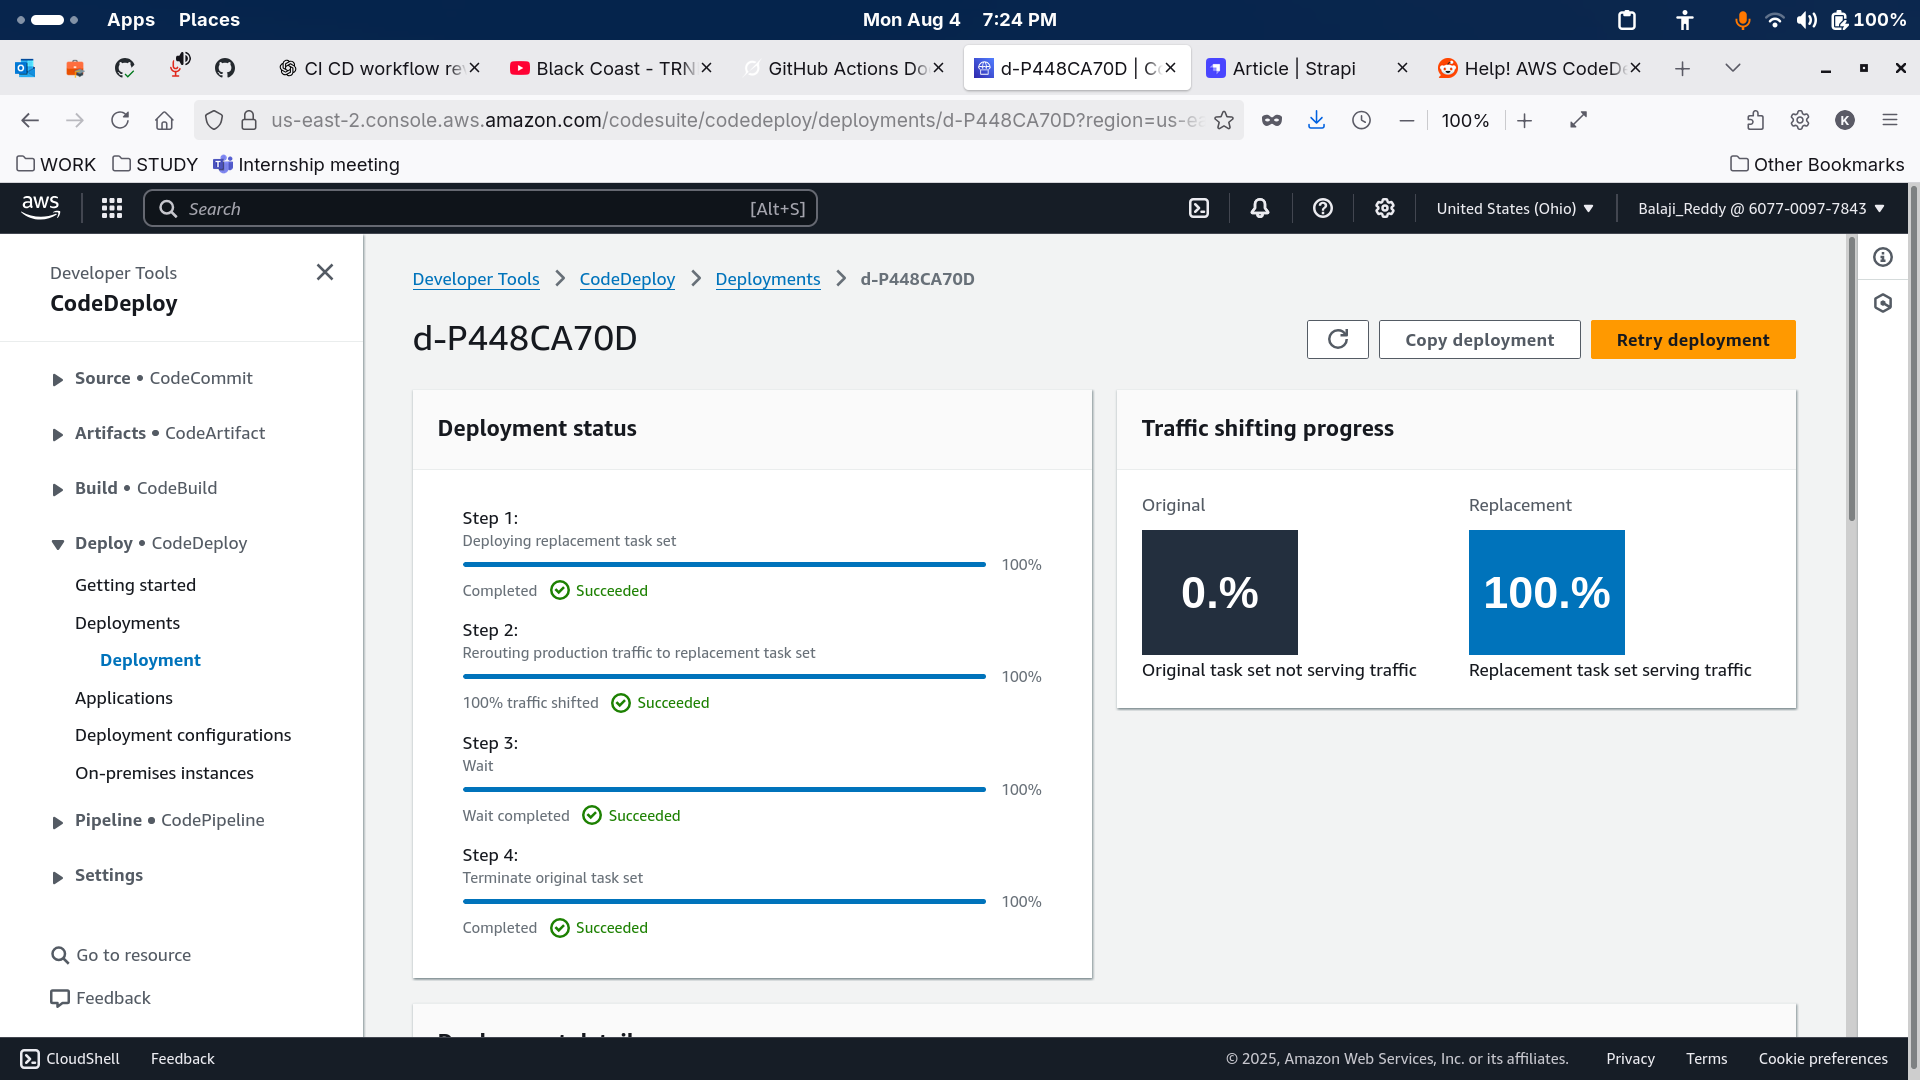 Apps Places Mon Aug 4 7:24 PM 100%
CI CD workflow re Black Coast - TRN GitHub Actions Do d-P448CA70D | Co Article | Strapi Help! AWS CodeDe
us-east-2.console.aws.amazon.com/codesuite/codedeploy/deployments/d-P448CA70D?region=us-ea 100% K
WORK STUDY Internship meeting Other Bookmarks
aws Search [Alt+S] United States (Ohio) Balaji_Reddy @ 6077-0097-7843
Developer Tools
CodeDeploy
Source • CodeCommit
Artifacts • CodeArtifact
Build • CodeBuild
Deploy • CodeDeploy
Getting started
Deployments
Deployment
Applications
Deployment configurations
On-premises instances
Pipeline • CodePipeline
Settings
Go to resource
Feedback
Developer Tools CodeDeploy Deployments d-P448CA70D
d-P448CA70D
Copy deployment Retry deployment
Deployment status
Step 1:
Deploying replacement task set
100%
Completed Succeeded
Step 2:
Rerouting production traffic to replacement task set
100%
100% traffic shifted Succeeded
Step 3:
Wait
100%
Wait completed Succeeded
Step 4:
Terminate original task set
100%
Completed Succeeded
Traffic shifting progress
Original Replacement
0.% 100.%
Original task set not serving traffic Replacement task set serving traffic
CloudShell Feedback © 2025, Amazon Web Services, Inc. or its affiliates. Privacy Terms Cookie preferences